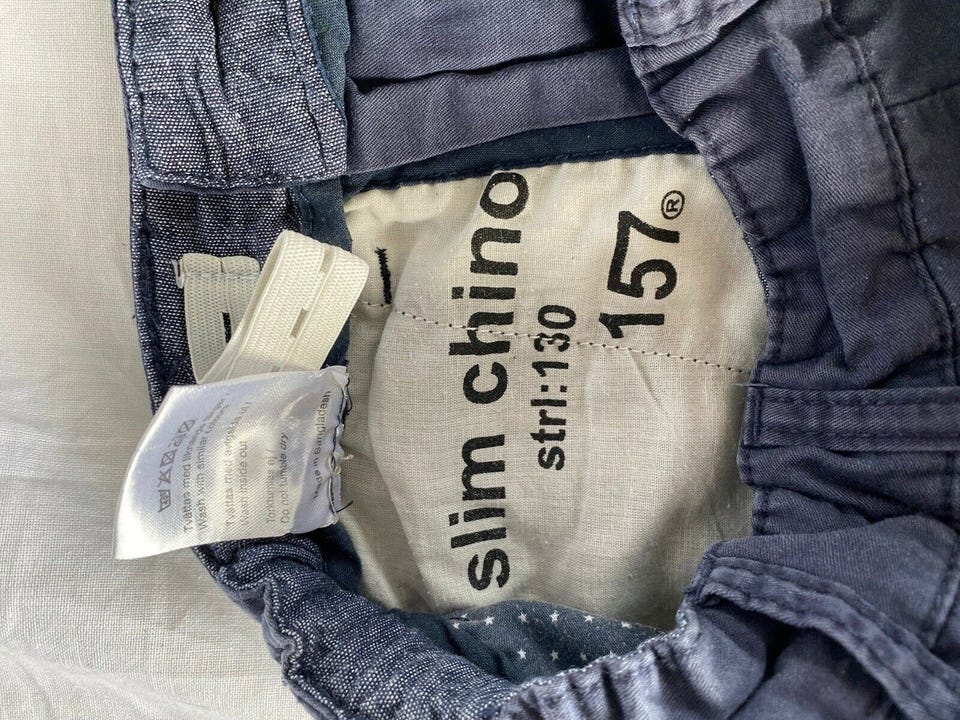 slim chino
strl:130
157®
Tvättas med liknande färger /
Wash with similar colours
Tvättas med avigsida ut /
Wash inside out
Torktumlas ej /
Do not tumble dry
Made in Bangladesh